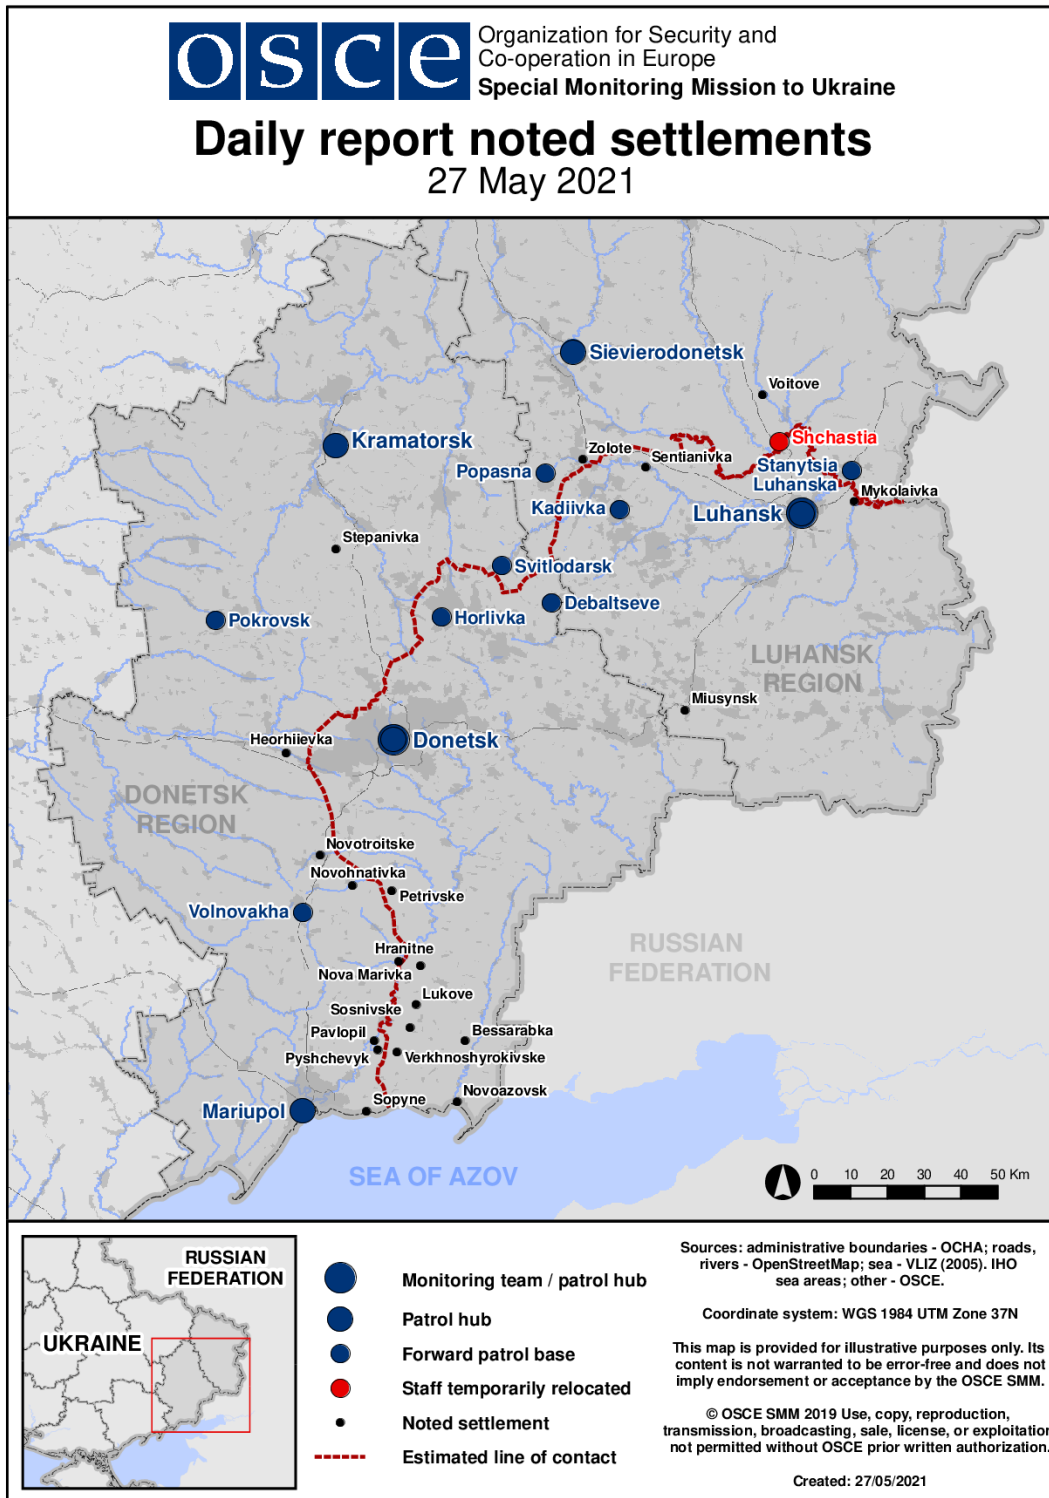 osce
Organization for Security and
Co-operation in Europe
Special Monitoring Mission to Ukraine
Daily report noted settlements
27 May 2021
Sievierodonetsk
Voitove
Kramatorsk
Shchastia
Zolote
Sentianivka
Popasna
Stanytsia
Luhanska
Mykolaivka
Kadiivka
Luhansk
Stepanivka
Svitlodarsk
Debaltseve
Horlivka
Pokrovsk
LUHANSK
REGION
Miusynsk
Heorhiievka
Donetsk
DONETSK
REGION
Novotroitske
Novohnativka
Petrivske
Volnovakha
Hranitne
Nova Marivka
RUSSIAN
FEDERATION
Lukove
Sosnivske
Pavlopil
Bessarabka
Pyshchevyk
Verkhnoshyrokivske
Novoazovsk
Sopyne
Mariupol
SEA OF AZOV
0 10 20 30 40 50 Km
RUSSIAN
FEDERATION
UKRAINE
Monitoring team / patrol hub
Patrol hub
Forward patrol base
Staff temporarily relocated
Noted settlement
Estimated line of contact
Sources: administrative boundaries - OCHA; roads,
rivers - OpenStreetMap; sea - VLIZ (2005). IHO
sea areas; other - OSCE.
Coordinate system: WGS 1984 UTM Zone 37N
This map is provided for illustrative purposes only. Its
content is not warranted to be error-free and does not
imply endorsement or acceptance by the OSCE SMM.
© OSCE SMM 2019 Use, copy, reproduction,
transmission, broadcasting, sale, license, or exploitation
not permitted without OSCE prior written authorization.
Created: 27/05/2021